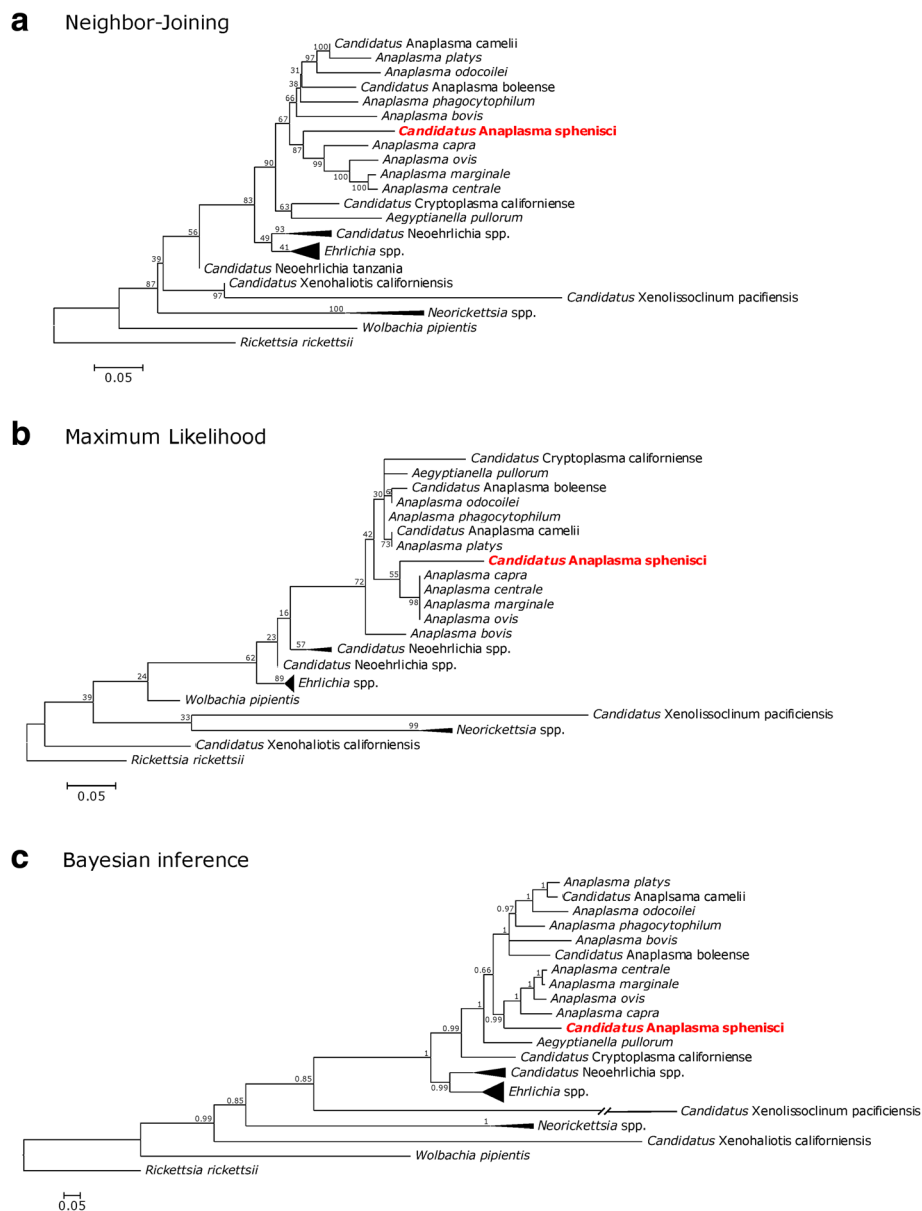 a Neighbor-Joining
100 Candidatus Anaplasma camelii
97 Anaplasma platys
31 Anaplasma odocoilei
38 Candidatus Anaplasma boleense
66 Anaplasma phagocytophilum
Anaplasma bovis
67 Candidatus Anaplasma sphenisci
87 Anaplasma capra
99 Anaplasma ovis
90 100 Anaplasma marginale
100 Anaplasma centrale
83 63 Candidatus Cryptoplasma californiense
Aegyptianella pullorum
56 93 Candidatus Neoehrlichia spp.
49 41 Ehrlichia spp.
39 Candidatus Neoehrlichia tanzania
Candidatus Xenohaliotis californiensis
87 97 Candidatus Xenolissoclinum pacifiensis
100 Neorickettsia spp.
Wolbachia pipientis
Rickettsia rickettsii
0.05
b Maximum Likelihood
Candidatus Cryptoplasma californiense
Aegyptianella pullorum
Candidatus Anaplasma boleense
30 6 Anaplasma odocoilei
Anaplasma phagocytophilum
42 Candidatus Anaplasma camelii
73 Anaplasma platys
Candidatus Anaplasma sphenisci
55 Anaplasma capra
72 Anaplasma centrale
98 Anaplasma marginale
16 Anaplasma ovis
Anaplasma bovis
23 57 Candidatus Neoehrlichia spp.
62 Candidatus Neoehrlichia spp.
24 89 Ehrlichia spp.
39 Wolbachia pipientis
33 Candidatus Xenolissoclinum pacificiensis
99 Neorickettsia spp.
Candidatus Xenohaliotis californiensis
Rickettsia rickettsii
0.05
c Bayesian inference
1 Anaplasma platys
1 Candidatus Anaplsama camelii
0.97 Anaplasma odocoilei
Anaplasma phagocytophilum
1 Anaplasma bovis
Candidatus Anaplasma boleense
0.66 1 Anaplasma centrale
1 Anaplasma marginale
1 Anaplasma ovis
1 Anaplasma capra
0.99 Candidatus Anaplasma sphenisci
0.99 Aegyptianella pullorum
1 Candidatus Cryptoplasma californiense
Candidatus Neoehrlichia spp.
0.85 0.99 Ehrlichia spp.
0.85 Candidatus Xenolissoclinum pacificiensis
0.99 1 Neorickettsia spp.
Candidatus Xenohaliotis californiensis
Wolbachia pipientis
Rickettsia rickettsii
0.05